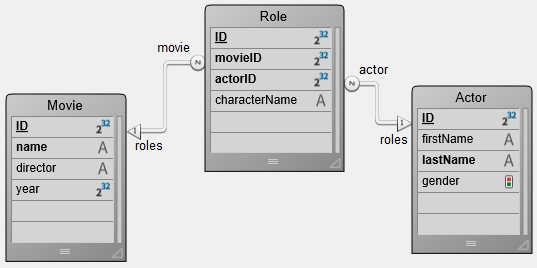 Role
ID 2^32
movieID 2^32
actorID 2^32
characterName A
movie
N
N
actor
Movie
ID 2^32
name A
director A
year 2^32
1
roles
1
roles
Actor
ID 2^32
firstName A
lastName A
gender